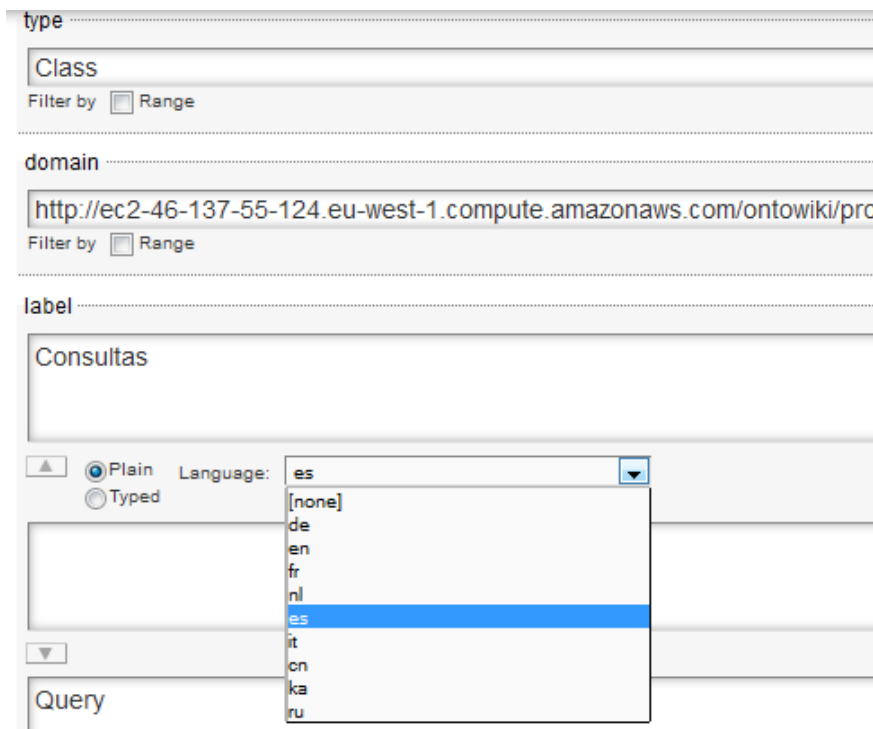 type
Class
Filter by Range
domain
http://ec2-46-137-55-124.eu-west-1.compute.amazonaws.com/ontowiki/pro
Filter by Range
label
Consultas
Plain Language: es
Typed
[none]
de
en
fr
nl
es
it
cn
ka
ru
Query